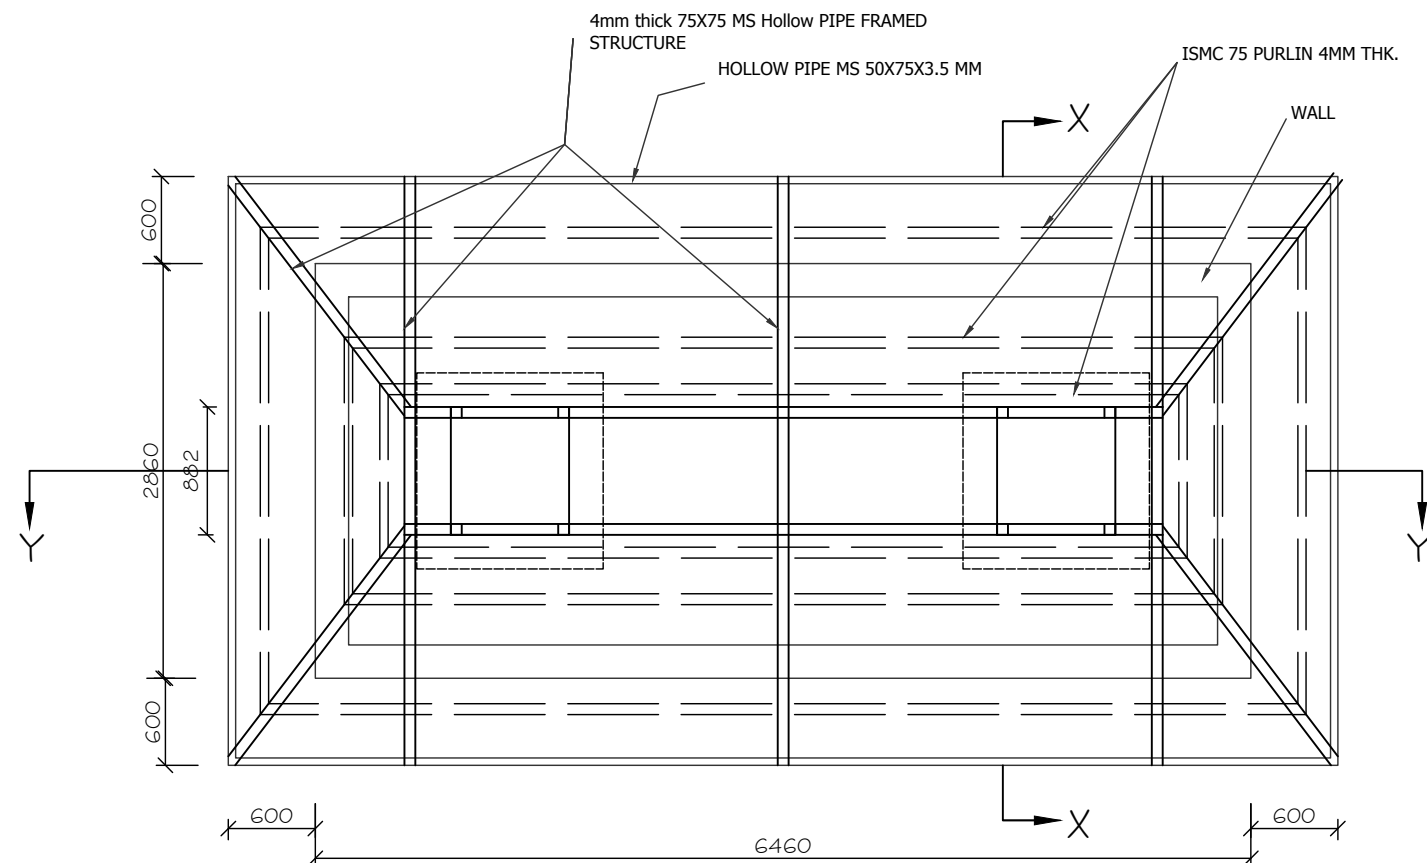 4mm thick 75X75 MS Hollow PIPE FRAMED
STRUCTURE
HOLLOW PIPE MS 50X75X3.5 MM
ISMC 75 PURLIN 4MM THK.
WALL
X
600
2860
882
Y
Y
600
600
600
X
6460